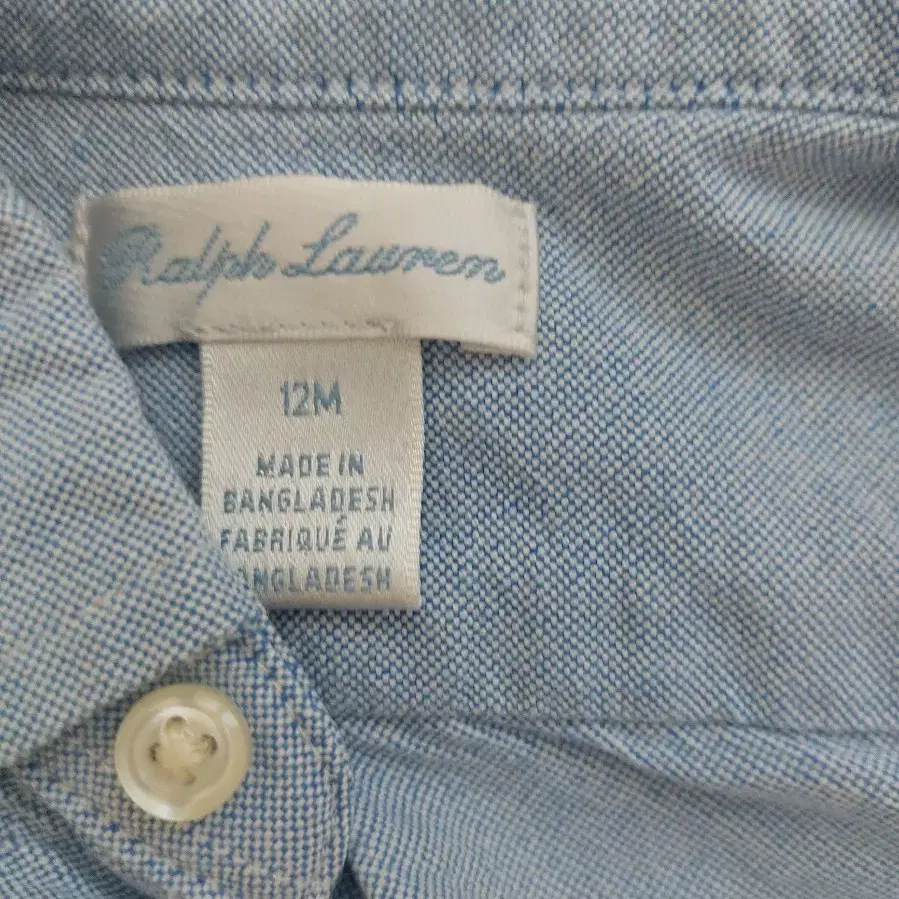 Ralph Lauren
12M
MADE IN
BANGLADESH
FABRIQUÉ AU
ANGLADESH